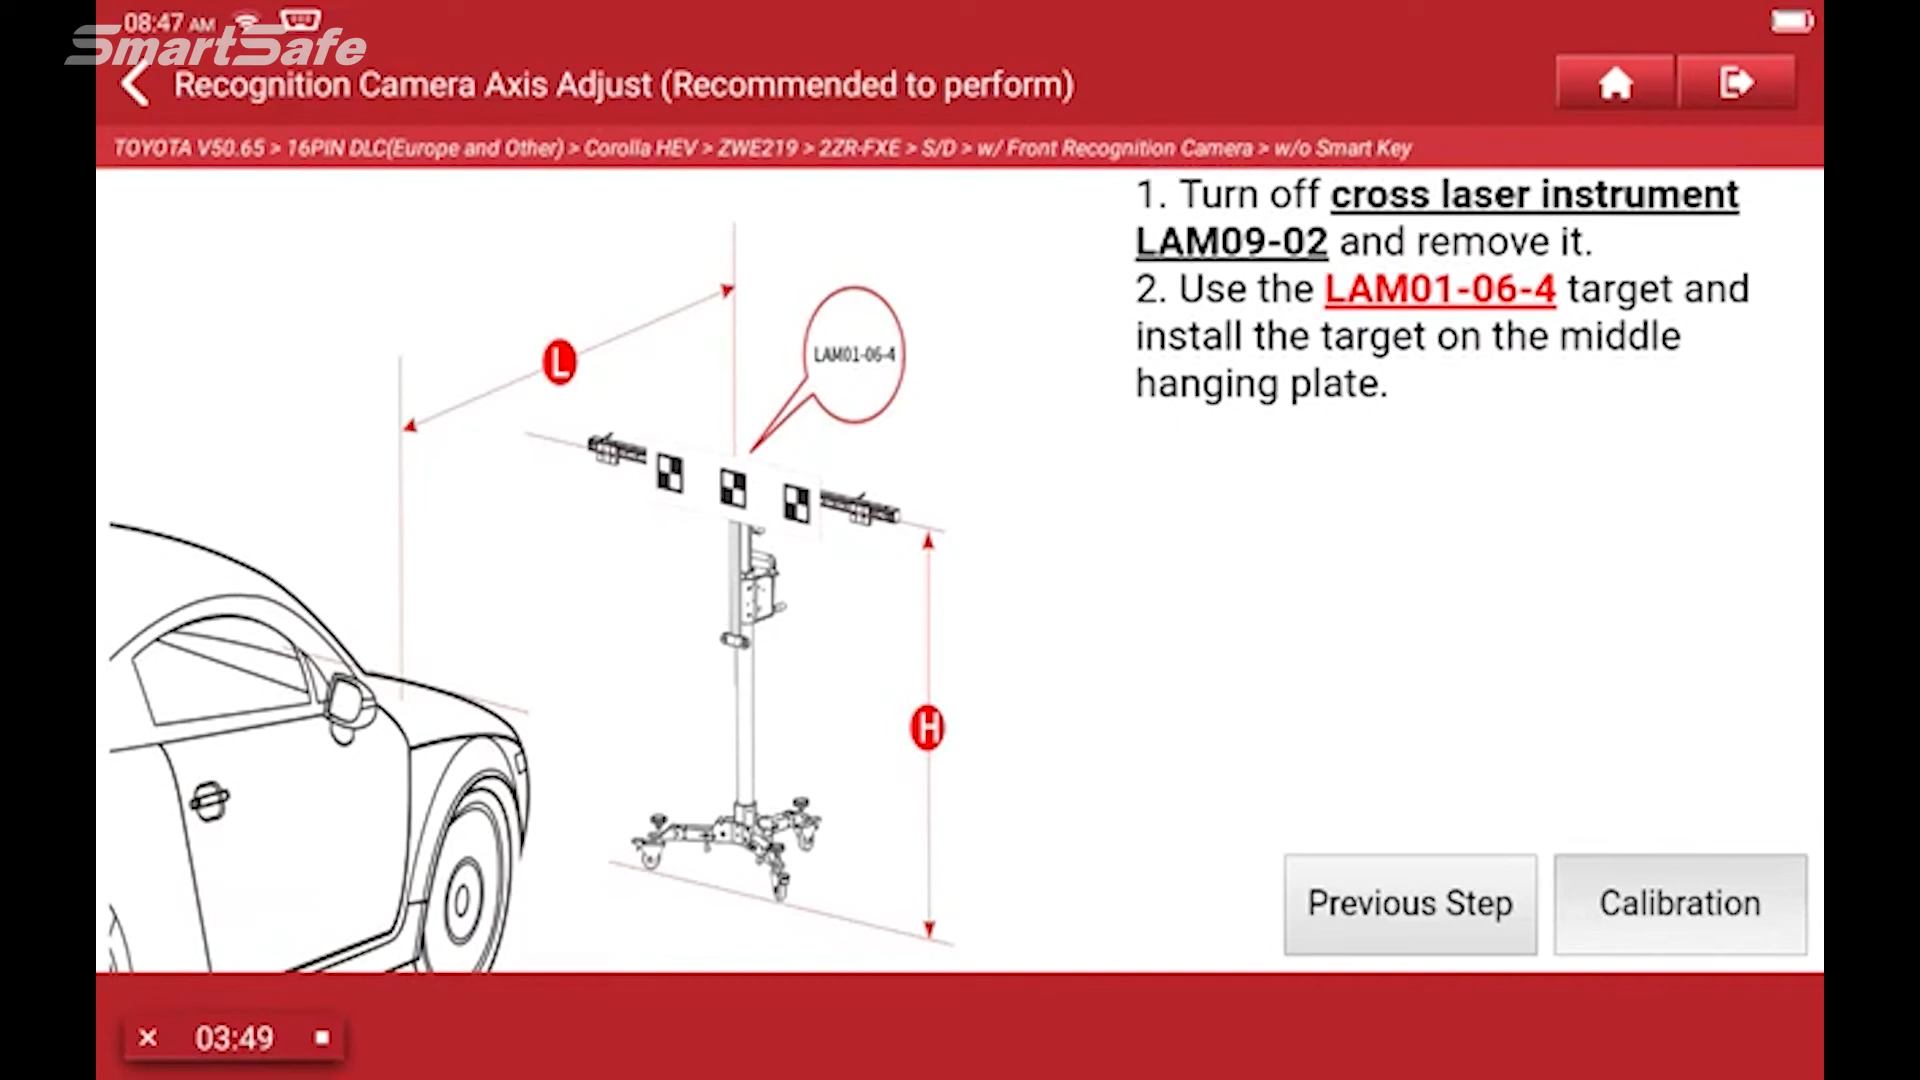 08:47 AM
SmartSafe
Recognition Camera Axis Adjust (Recommended to perform)
TOYOTA V50.65 > 16PIN DLC(Europe and Other) > Corolla HEV > ZWE219 > 2ZR-FXE > S/D > w/ Front Recognition Camera > w/o Smart Key
1. Turn off cross laser instrument
LAM09-02 and remove it.
2. Use the LAM01-06-4 target and
install the target on the middle
hanging plate.
L
LAM01-06-4
H
Previous Step
Calibration
× 03:49